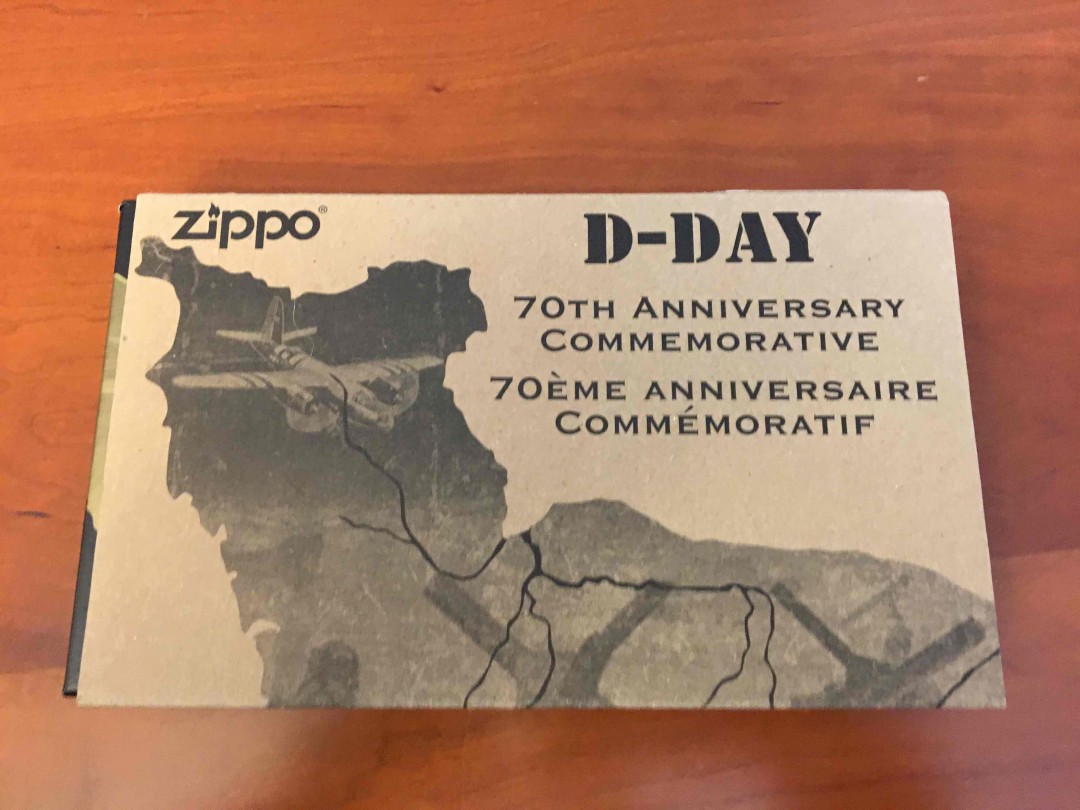 zippo®
D-DAY
70TH ANNIVERSARY
COMMEMORATIVE
70ÈME ANNIVERSAIRE
COMMÉMORATIF